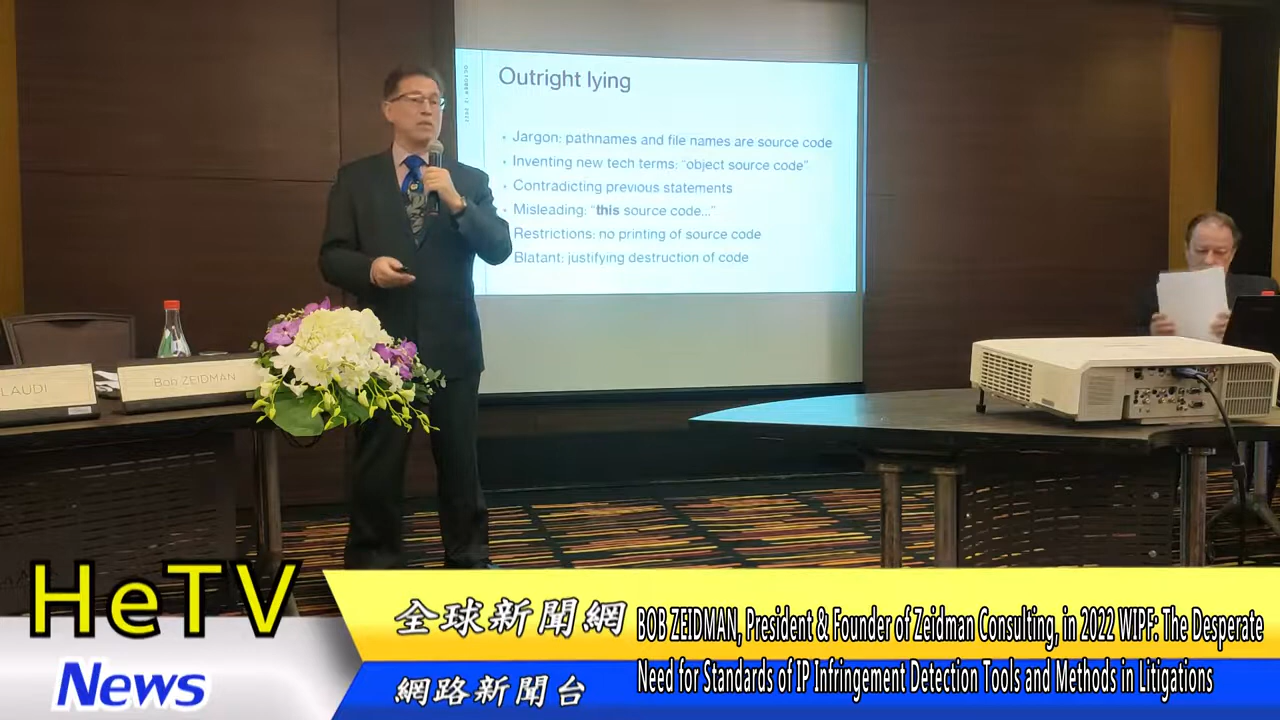 Outright lying
• Jargon: pathnames and file names are source code
• Inventing new tech terms: “object source code”
• Contradicting previous statements
• Misleading: “this source code...”
Restrictions: no printing of source code
Blatant: justifying destruction of code
LAUDI
Bob ZEIDMAN
HeTV
News
全球新聞網
網路新聞台
BOB ZEIDMAN, President & Founder of Zeidman Consulting, in 2022 WIPF: The Desperate
Need for Standards of IP Infringement Detection Tools and Methods in Litigations